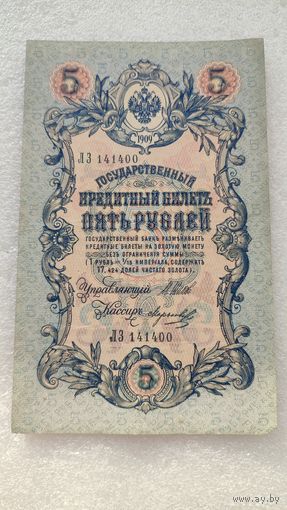 5 5
1909
ЛЗ 141400
ГОСУДАРСТВЕННЫЙ
КРЕДИТНЫЙ БИЛЕТЪ
ПЯТЬ РУБЛЕЙ
ГОСУДАРСТВЕННЫЙ БАНКЪ РАЗМѢНИВАЕТЪ
КРЕДИТНЫЕ БИЛЕТЫ НА ЗОЛОТУЮ МОНЕТУ
БЕЗЪ ОГРАНИЧЕНІЯ СУММЫ
(1 РУБЛЬ = 1/15 ИМПЕРІАЛА, СОДЕРЖИТЪ
17,424 ДОЛЕЙ ЧИСТАГО ЗОЛОТА).
Управляющій
Кассиръ
ЛЗ 141400
5
www.ay.by